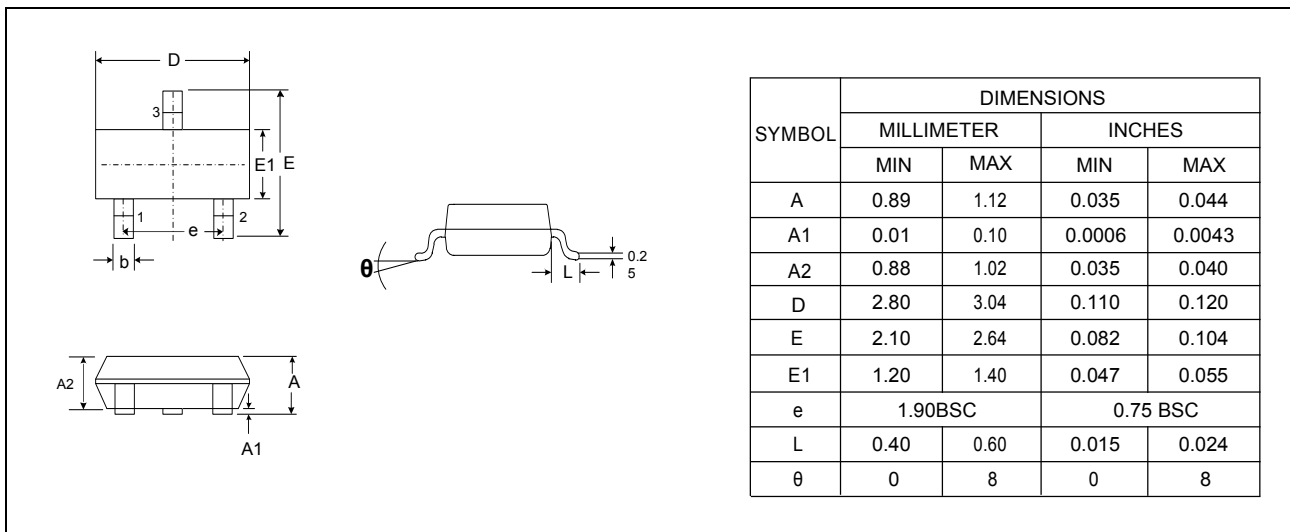 D
3
E1
E
1
2
e
b
θ
L
0.2
5
A2
A
A1
DIMENSIONS
SYMBOL
MILLIMETER
INCHES
MIN MAX MIN MAX
A 0.89 1.12 0.035 0.044
A1 0.01 0.10 0.0006 0.0043
A2 0.88 1.02 0.035 0.040
D 2.80 3.04 0.110 0.120
E 2.10 2.64 0.082 0.104
E1 1.20 1.40 0.047 0.055
e 1.90BSC 0.75 BSC
L 0.40 0.60 0.015 0.024
θ 0 8 0 8